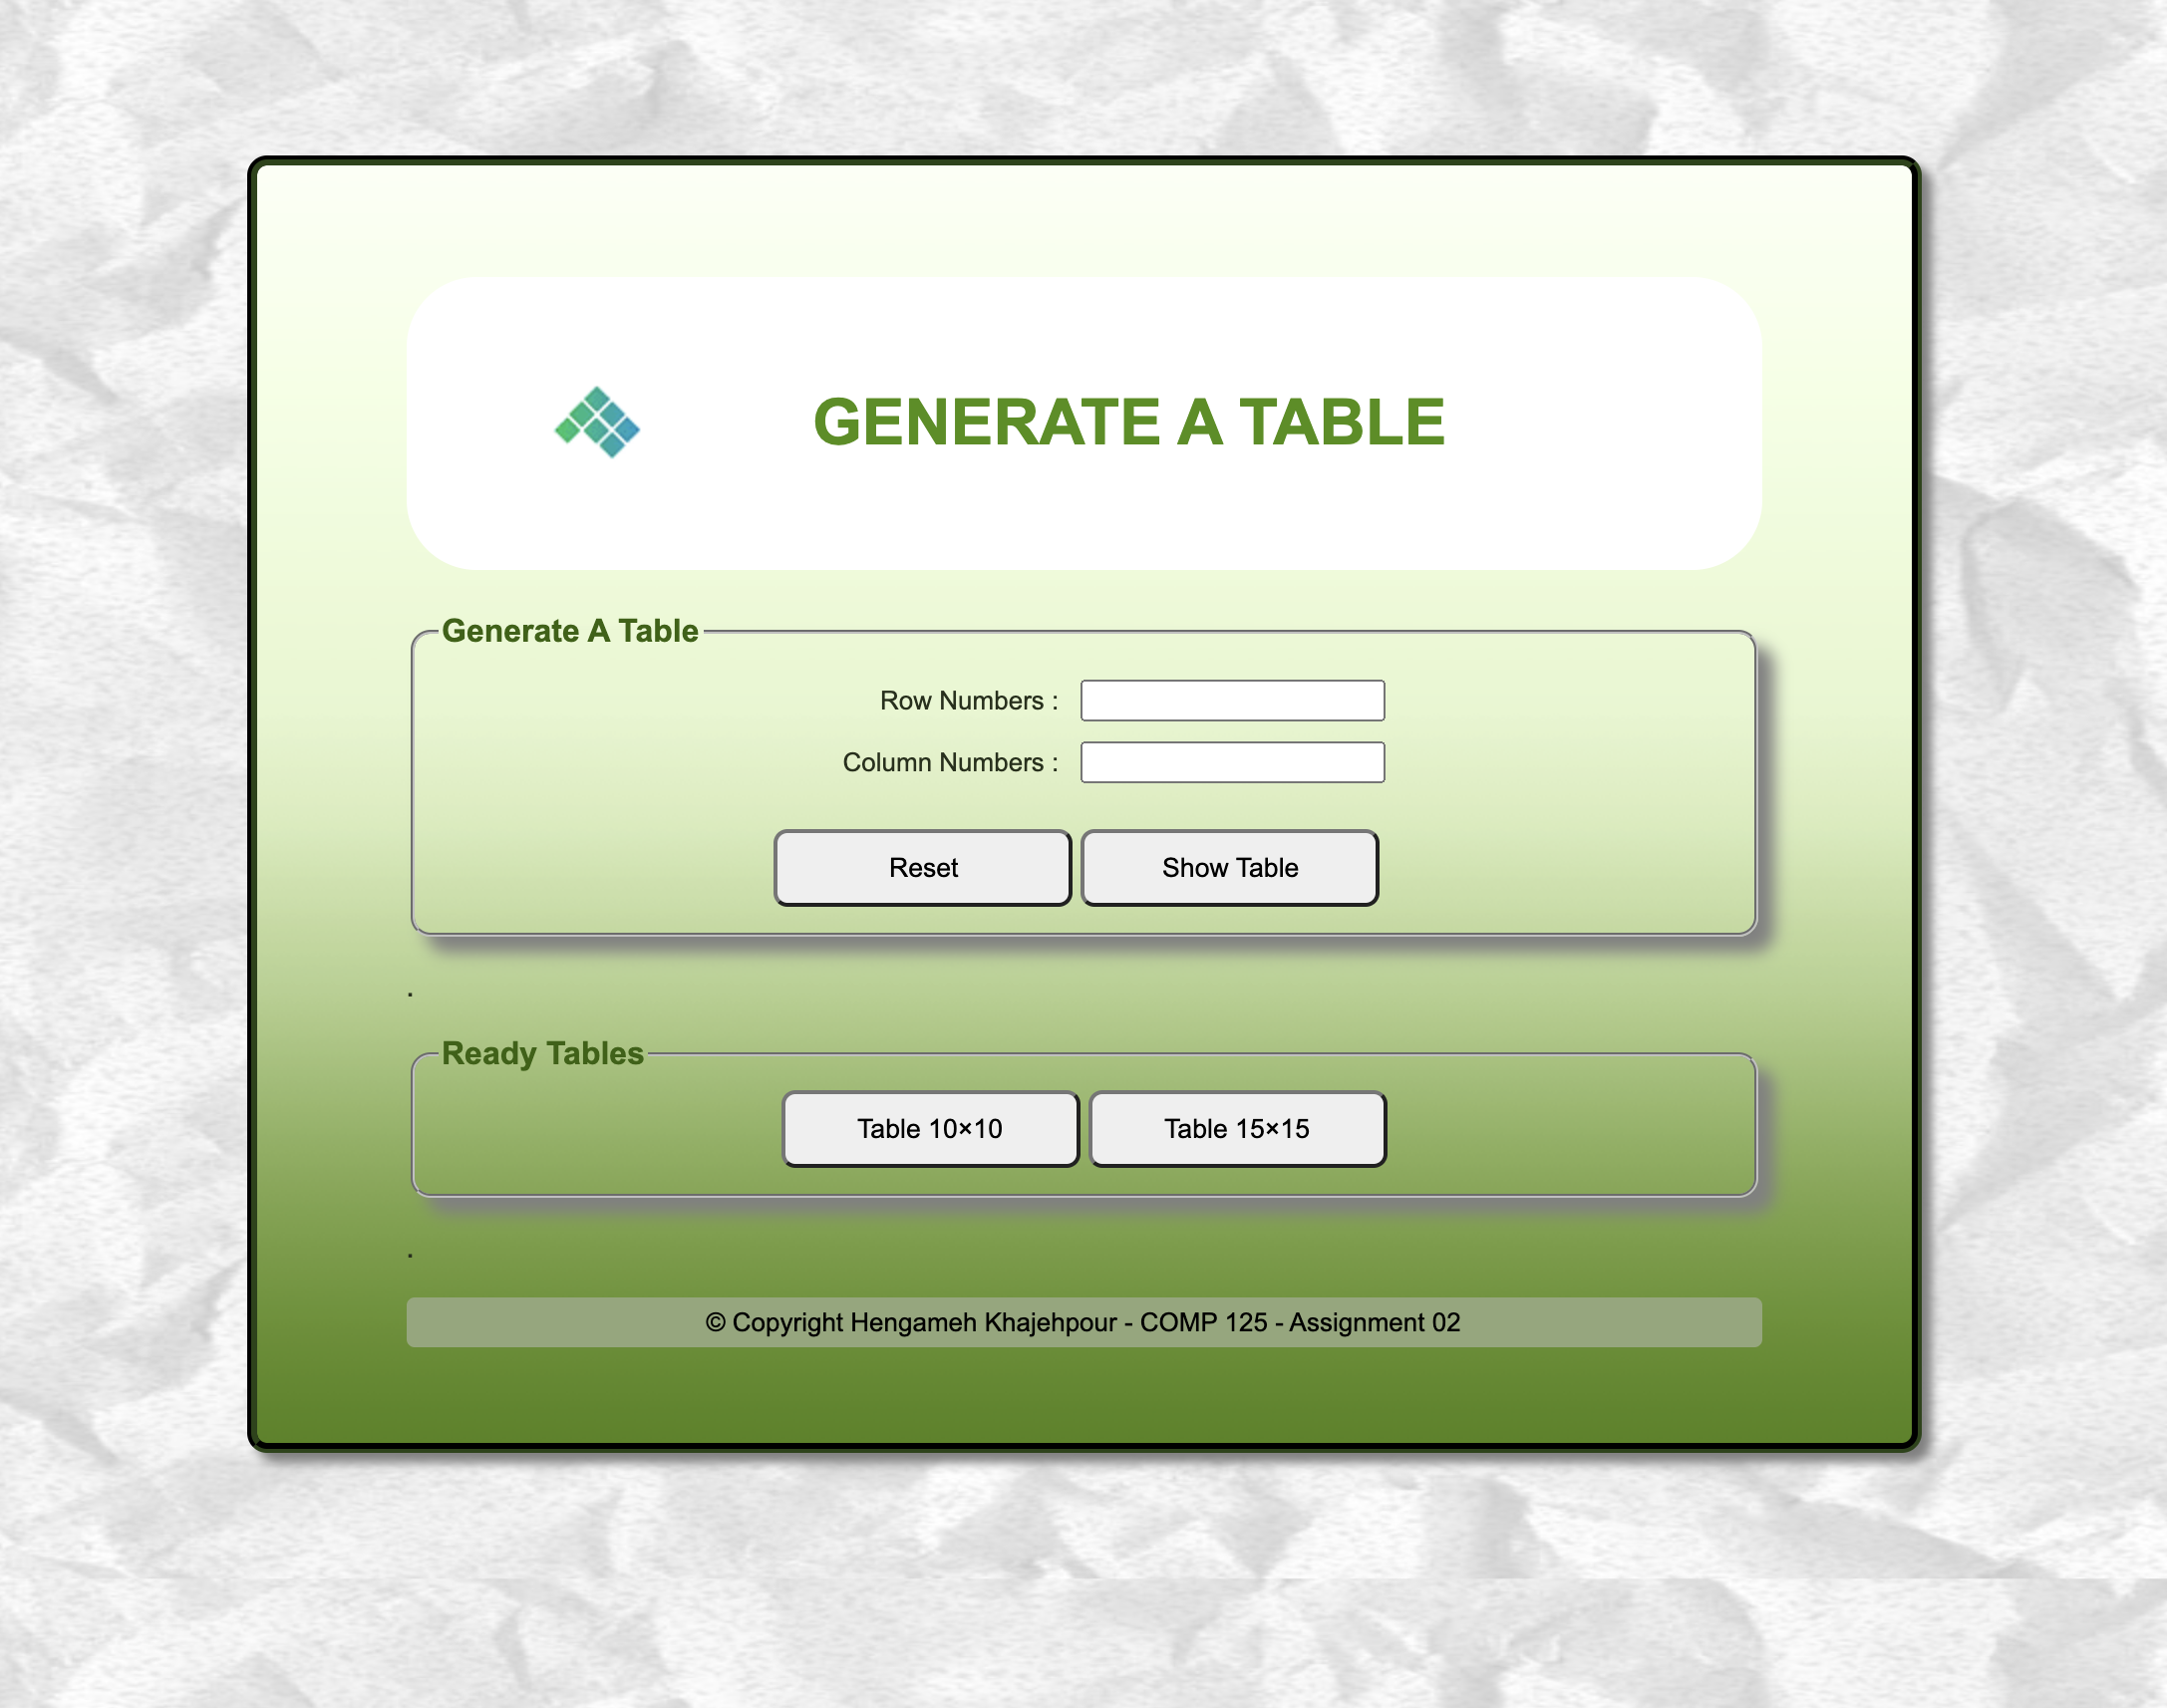 GENERATE A TABLE
Generate A Table
Row Numbers :
Column Numbers :
Reset Show Table
.
Ready Tables
Table 10×10 Table 15×15
.
© Copyright Hengameh Khajehpour - COMP 125 - Assignment 02